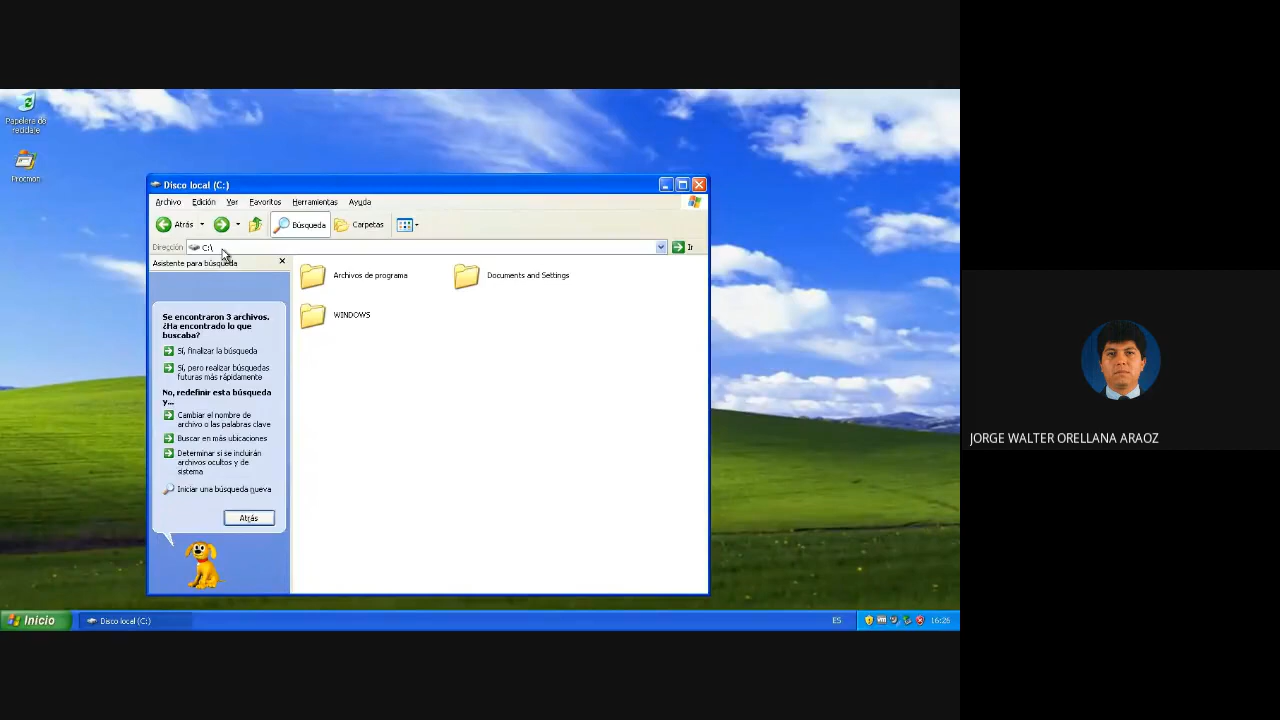 Papelera de
reciclaje
Procmon
Disco local (C:)
Archivo Edición Ver Favoritos Herramientas Ayuda
Atrás Búsqueda Carpetas
Dirección C:\ Ir
Asistente para búsqueda
Se encontraron 3 archivos.
¿Ha encontrado lo que
buscaba?
Sí, finalizar la búsqueda
Sí, pero realizar búsquedas
futuras más rápidamente
No, redefinir esta búsqueda
y...
Cambiar el nombre de
archivo o las palabras clave
Buscar en más ubicaciones
Determinar si se incluirán
archivos ocultos y de
sistema
Iniciar una búsqueda nueva
Atrás
Archivos de programa Documents and Settings
WINDOWS
JORGE WALTER ORELLANA ARAOZ
Inicio Disco local (C:) ES 16:26